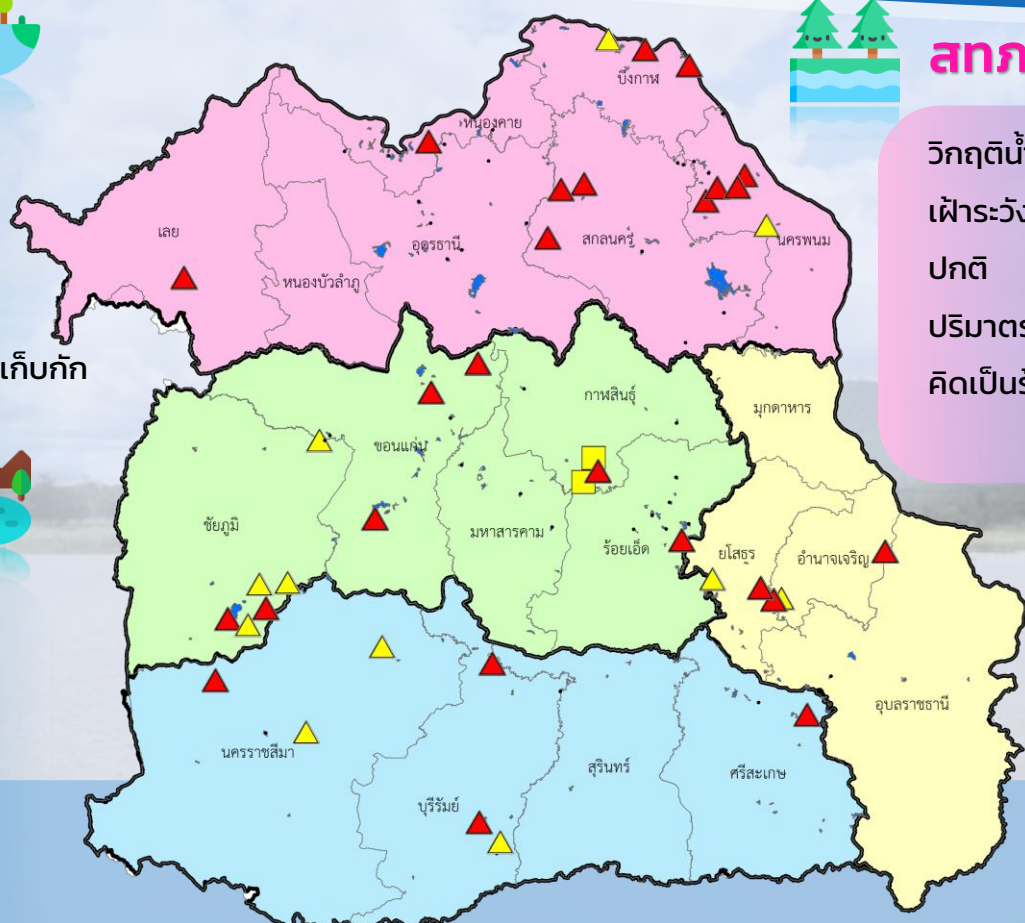 สทภ
วิกฤติน้ำ
เฝ้าระวัง
ปกติ
ปริมาตร
คิดเป็นร้
เก็บกัก
บึงกาฬ
หนองคาย
เลย
อุดรธานี
สกลนคร
นครพนม
หนองบัวลำภู
กาฬสินธุ์
มุกดาหาร
ขอนแก่น
ชัยภูมิ
มหาสารคาม
ร้อยเอ็ด
ยโสธร
อำนาจเจริญ
อุบลราชธานี
นครราชสีมา
สุรินทร์
ศรีสะเกษ
บุรีรัมย์